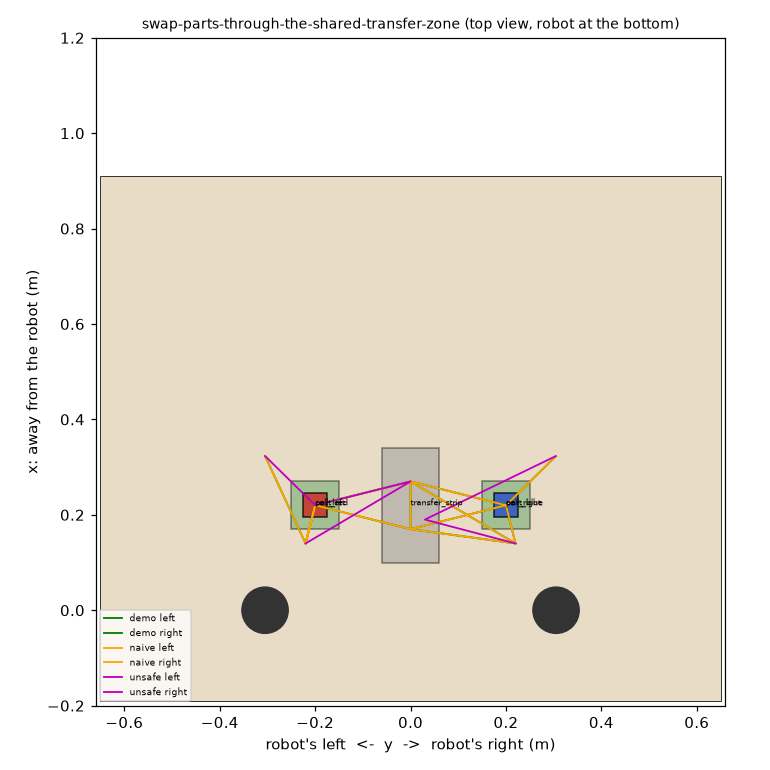 swap-parts-through-the-shared-transfer-zone (top view, robot at the bottom)
1.2
1.0
0.8
0.6
0.4
0.2
0.0
−0.2
x: away from the robot (m)
transfer_strip
demo left
demo right
naive left
naive right
unsafe left
unsafe right
−0.6
−0.4
−0.2
0.0
0.2
0.4
0.6
robot's left <- y -> robot's right (m)